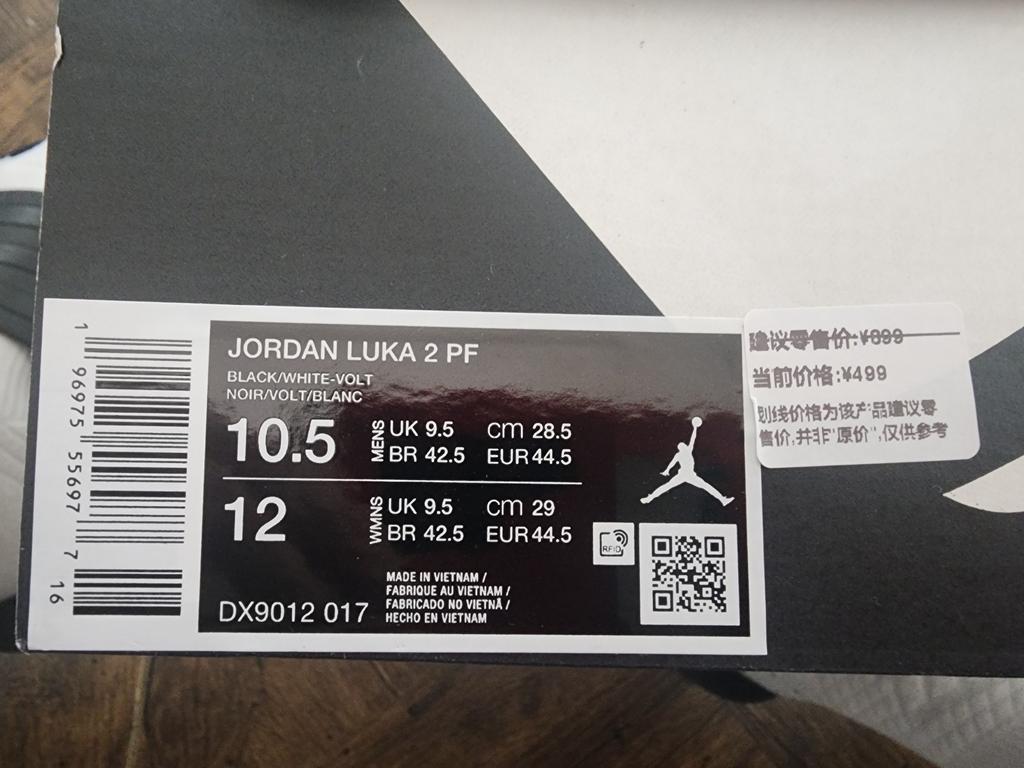 1 96975 55697 7 16
JORDAN LUKA 2 PF
BLACK/WHITE-VOLT
NOIR/VOLT/BLANC
10.5
MENS
UK 9.5 cm 28.5
BR 42.5 EUR 44.5
12
WMNS
UK 9.5 cm 29
BR 42.5 EUR 44.5
RFID
DX9012 017
MADE IN VIETNAM /
FABRIQUE AU VIETNAM /
FABRICADO NO VIETNÃ /
HECHO EN VIETNAM
建议零售价:¥899
当前价格:¥499
划线价格为该产品建议零
售价,并非"原价",仅供参考